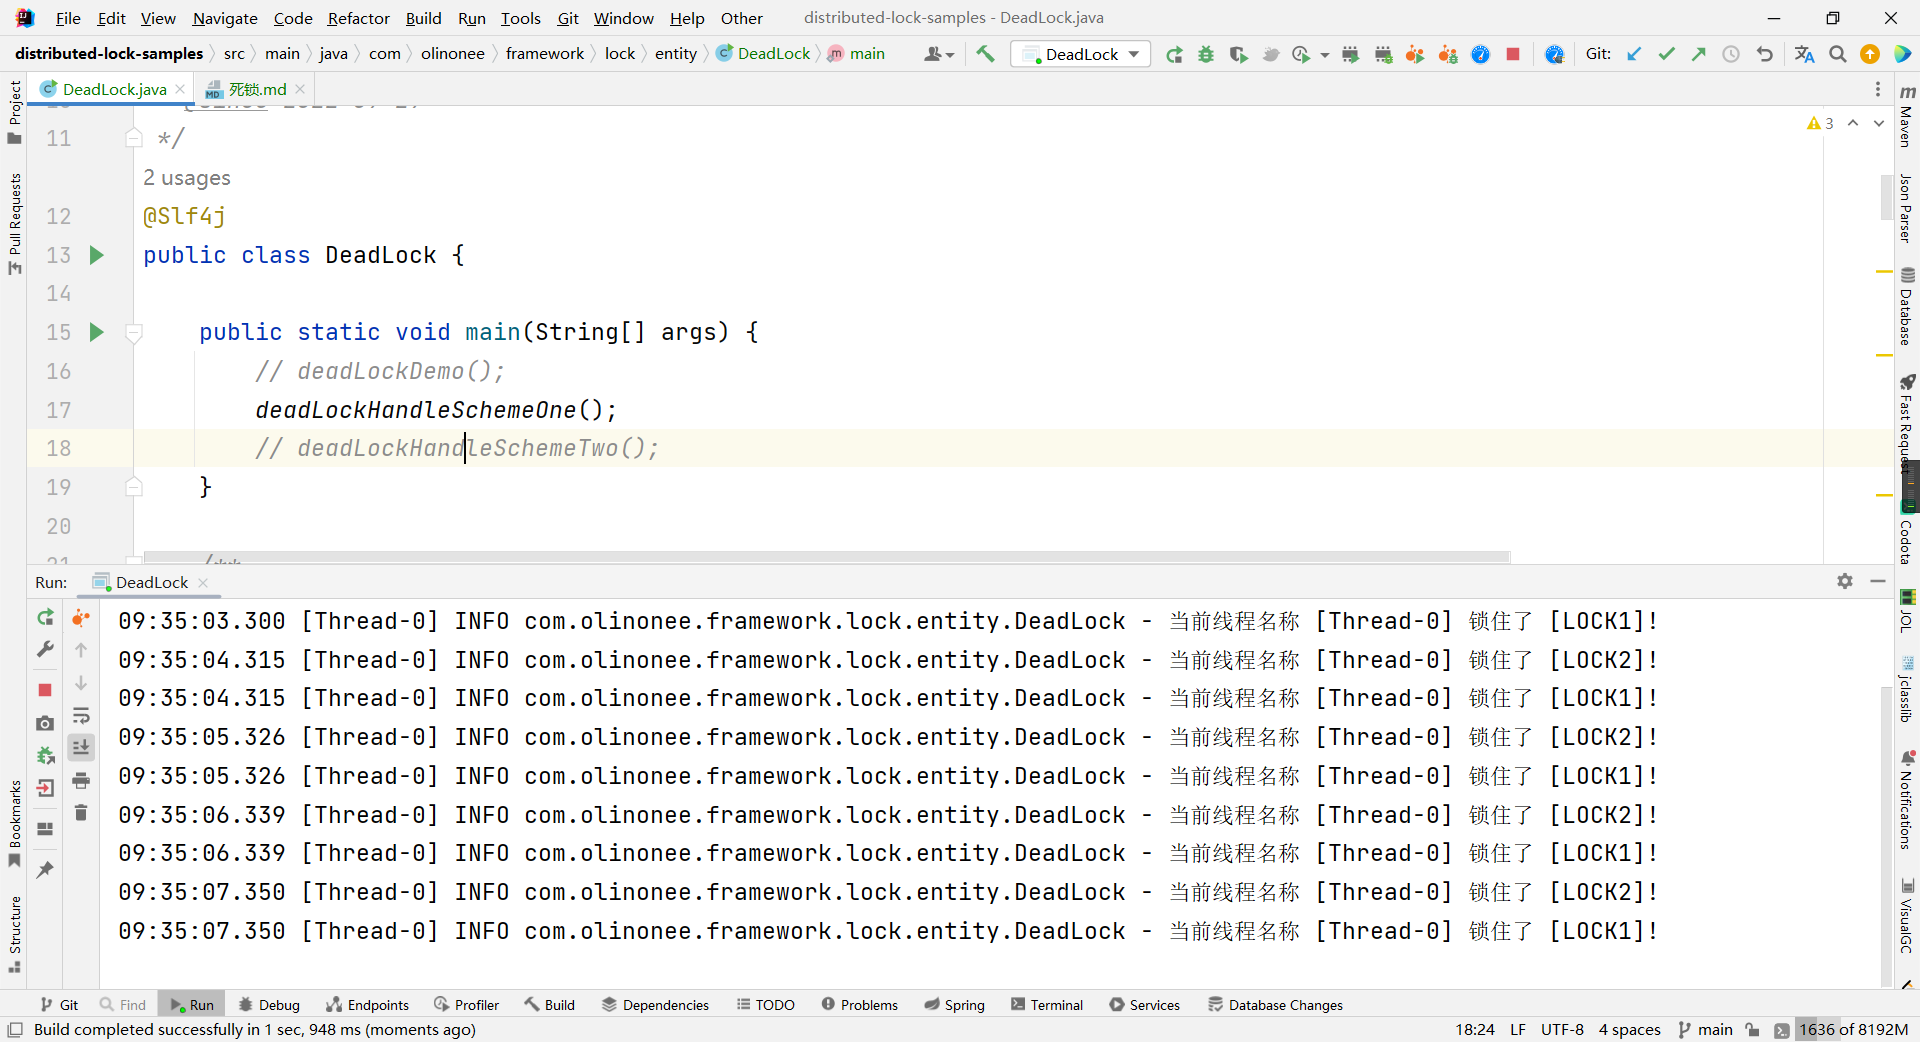 File Edit View Navigate Code Refactor Build Run Tools Git Window Help Other distributed-lock-samples - DeadLock.java
distributed-lock-samples src main java com olinonee framework lock entity DeadLock main DeadLock Git:
DeadLock.java 死锁.md
11 */
2 usages
12 @Slf4j
13 public class DeadLock {
14
15 public static void main(String[] args) {
16 // deadLockDemo();
17 deadLockHandleSchemeOne();
18 // deadLockHandleSchemeTwo();
19 }
20
21 /**
3
Project
Pull Requests
Bookmarks
Structure
m
Maven
Json Parser
Database
Fast Request
Codota
JOL
jclasslib
Notifications
VisualGC
Run: DeadLock
09:35:03.300 [Thread-0] INFO com.olinonee.framework.lock.entity.DeadLock - 当前线程名称 [Thread-0] 锁住了 [LOCK1]!
09:35:04.315 [Thread-0] INFO com.olinonee.framework.lock.entity.DeadLock - 当前线程名称 [Thread-0] 锁住了 [LOCK2]!
09:35:04.315 [Thread-0] INFO com.olinonee.framework.lock.entity.DeadLock - 当前线程名称 [Thread-0] 锁住了 [LOCK1]!
09:35:05.326 [Thread-0] INFO com.olinonee.framework.lock.entity.DeadLock - 当前线程名称 [Thread-0] 锁住了 [LOCK2]!
09:35:05.326 [Thread-0] INFO com.olinonee.framework.lock.entity.DeadLock - 当前线程名称 [Thread-0] 锁住了 [LOCK1]!
09:35:06.339 [Thread-0] INFO com.olinonee.framework.lock.entity.DeadLock - 当前线程名称 [Thread-0] 锁住了 [LOCK2]!
09:35:06.339 [Thread-0] INFO com.olinonee.framework.lock.entity.DeadLock - 当前线程名称 [Thread-0] 锁住了 [LOCK1]!
09:35:07.350 [Thread-0] INFO com.olinonee.framework.lock.entity.DeadLock - 当前线程名称 [Thread-0] 锁住了 [LOCK2]!
09:35:07.350 [Thread-0] INFO com.olinonee.framework.lock.entity.DeadLock - 当前线程名称 [Thread-0] 锁住了 [LOCK1]!
Git Find Run Debug Endpoints Profiler Build Dependencies TODO Problems Spring Terminal Services Database Changes
Build completed successfully in 1 sec, 948 ms (moments ago) 18:24 LF UTF-8 4 spaces main 1636 of 8192M